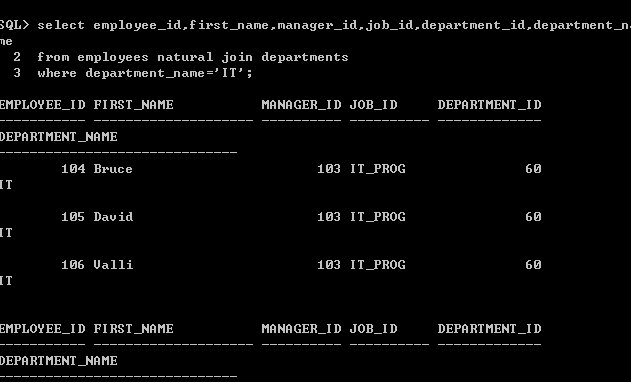 SQL> select employee_id,first_name,manager_id,job_id,department_id,department_na
me
2 from employees natural join departments
3 where department_name='IT';
EMPLOYEE_ID FIRST_NAME MANAGER_ID JOB_ID DEPARTMENT_ID
----------- -------------------- ---------- ---------- -------------
DEPARTMENT_NAME
------------------------------
104 Bruce 103 IT_PROG 60
IT
105 David 103 IT_PROG 60
IT
106 Valli 103 IT_PROG 60
IT
EMPLOYEE_ID FIRST_NAME MANAGER_ID JOB_ID DEPARTMENT_ID
----------- -------------------- ---------- ---------- -------------
DEPARTMENT_NAME
------------------------------